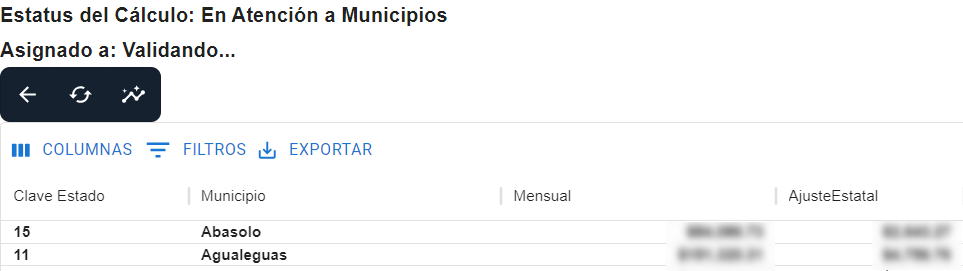 Estatus del Cálculo: En Atención a Municipios
Asignado a: Validando...
COLUMNAS FILTROS EXPORTAR
Clave Estado Municipio Mensual AjusteEstatal
15 Abasolo
11 Agualeguas